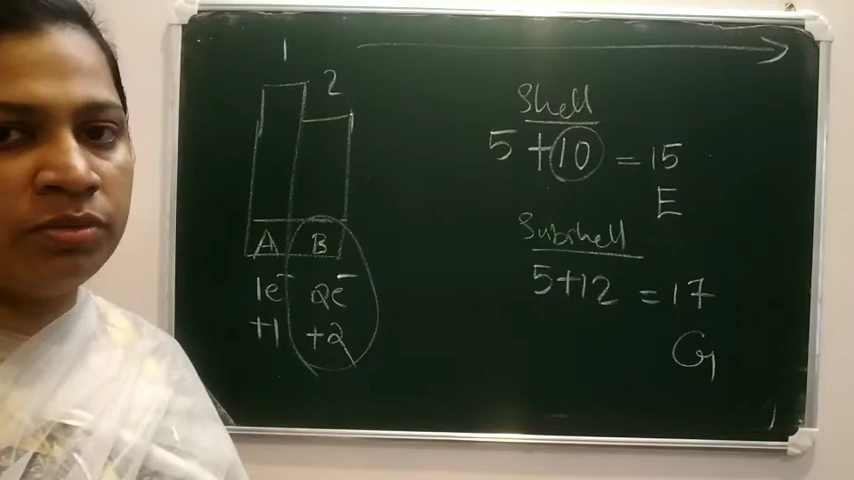 1
2
A B
1e⁻ 2e⁻
+1 +2
Shell
5+10 = 15
E
Subshell
5+12 = 17
G